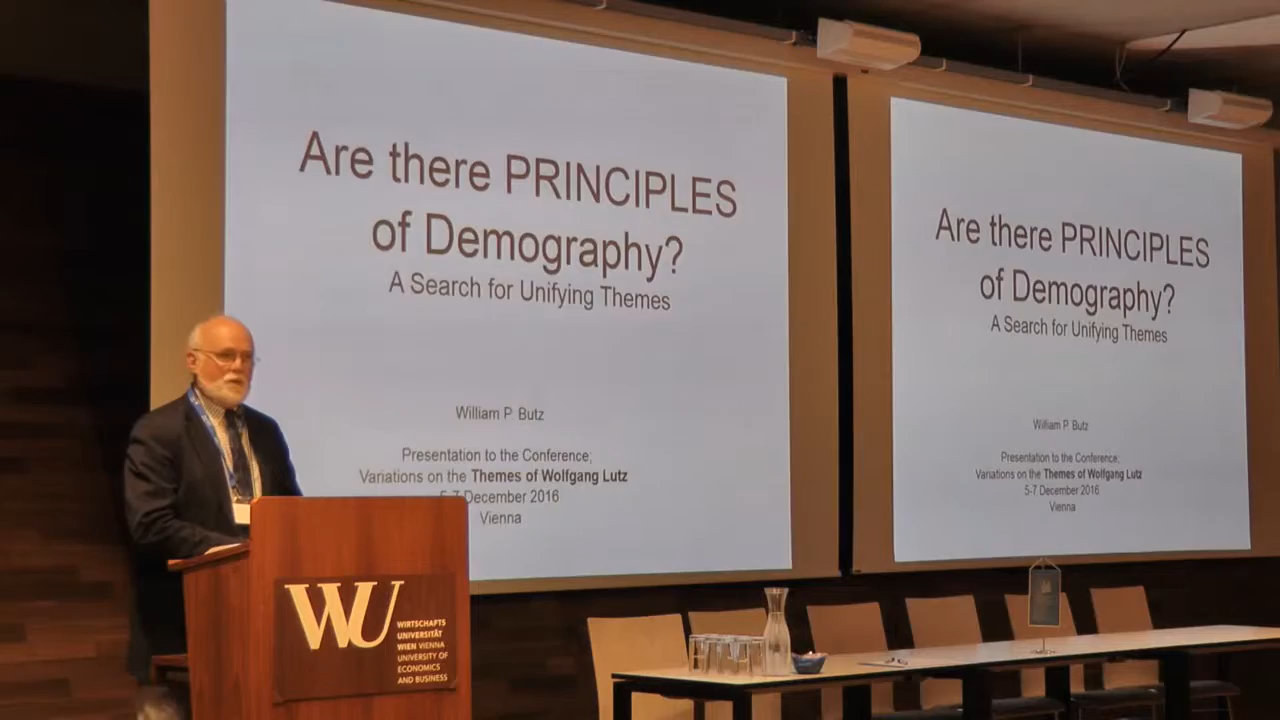 Are there PRINCIPLES
of Demography?
A Search for Unifying Themes
William P. Butz
Presentation to the Conference;
Variations on the Themes of Wolfgang Lutz
5-7 December 2016
Vienna
Are there PRINCIPLES
of Demography?
A Search for Unifying Themes
William P. Butz
Presentation to the Conference;
Variations on the Themes of Wolfgang Lutz
5-7 December 2016
Vienna
WU
WIRTSCHAFTS
UNIVERSITÄT
WIEN VIENNA
UNIVERSITY OF
ECONOMICS
AND BUSINESS